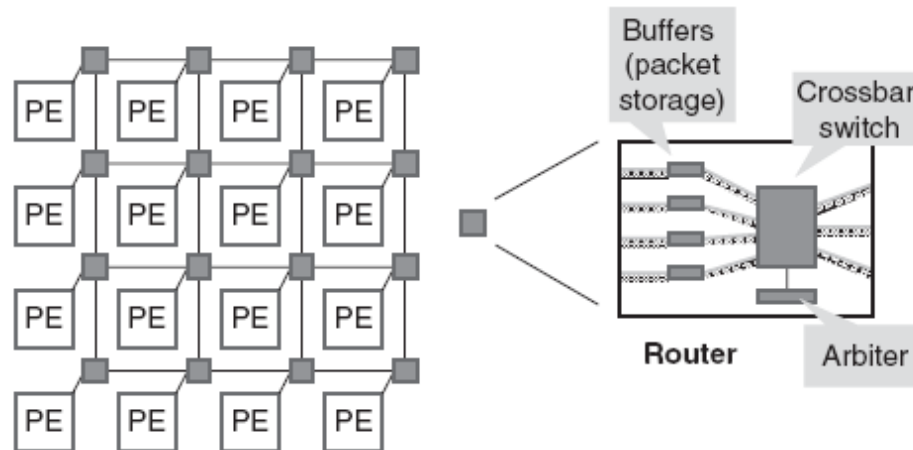 Buffers
(packet
storage)
Crossbar
switch
PE PE PE PE
PE PE PE PE
PE PE PE PE
PE PE PE PE
Router
Arbiter